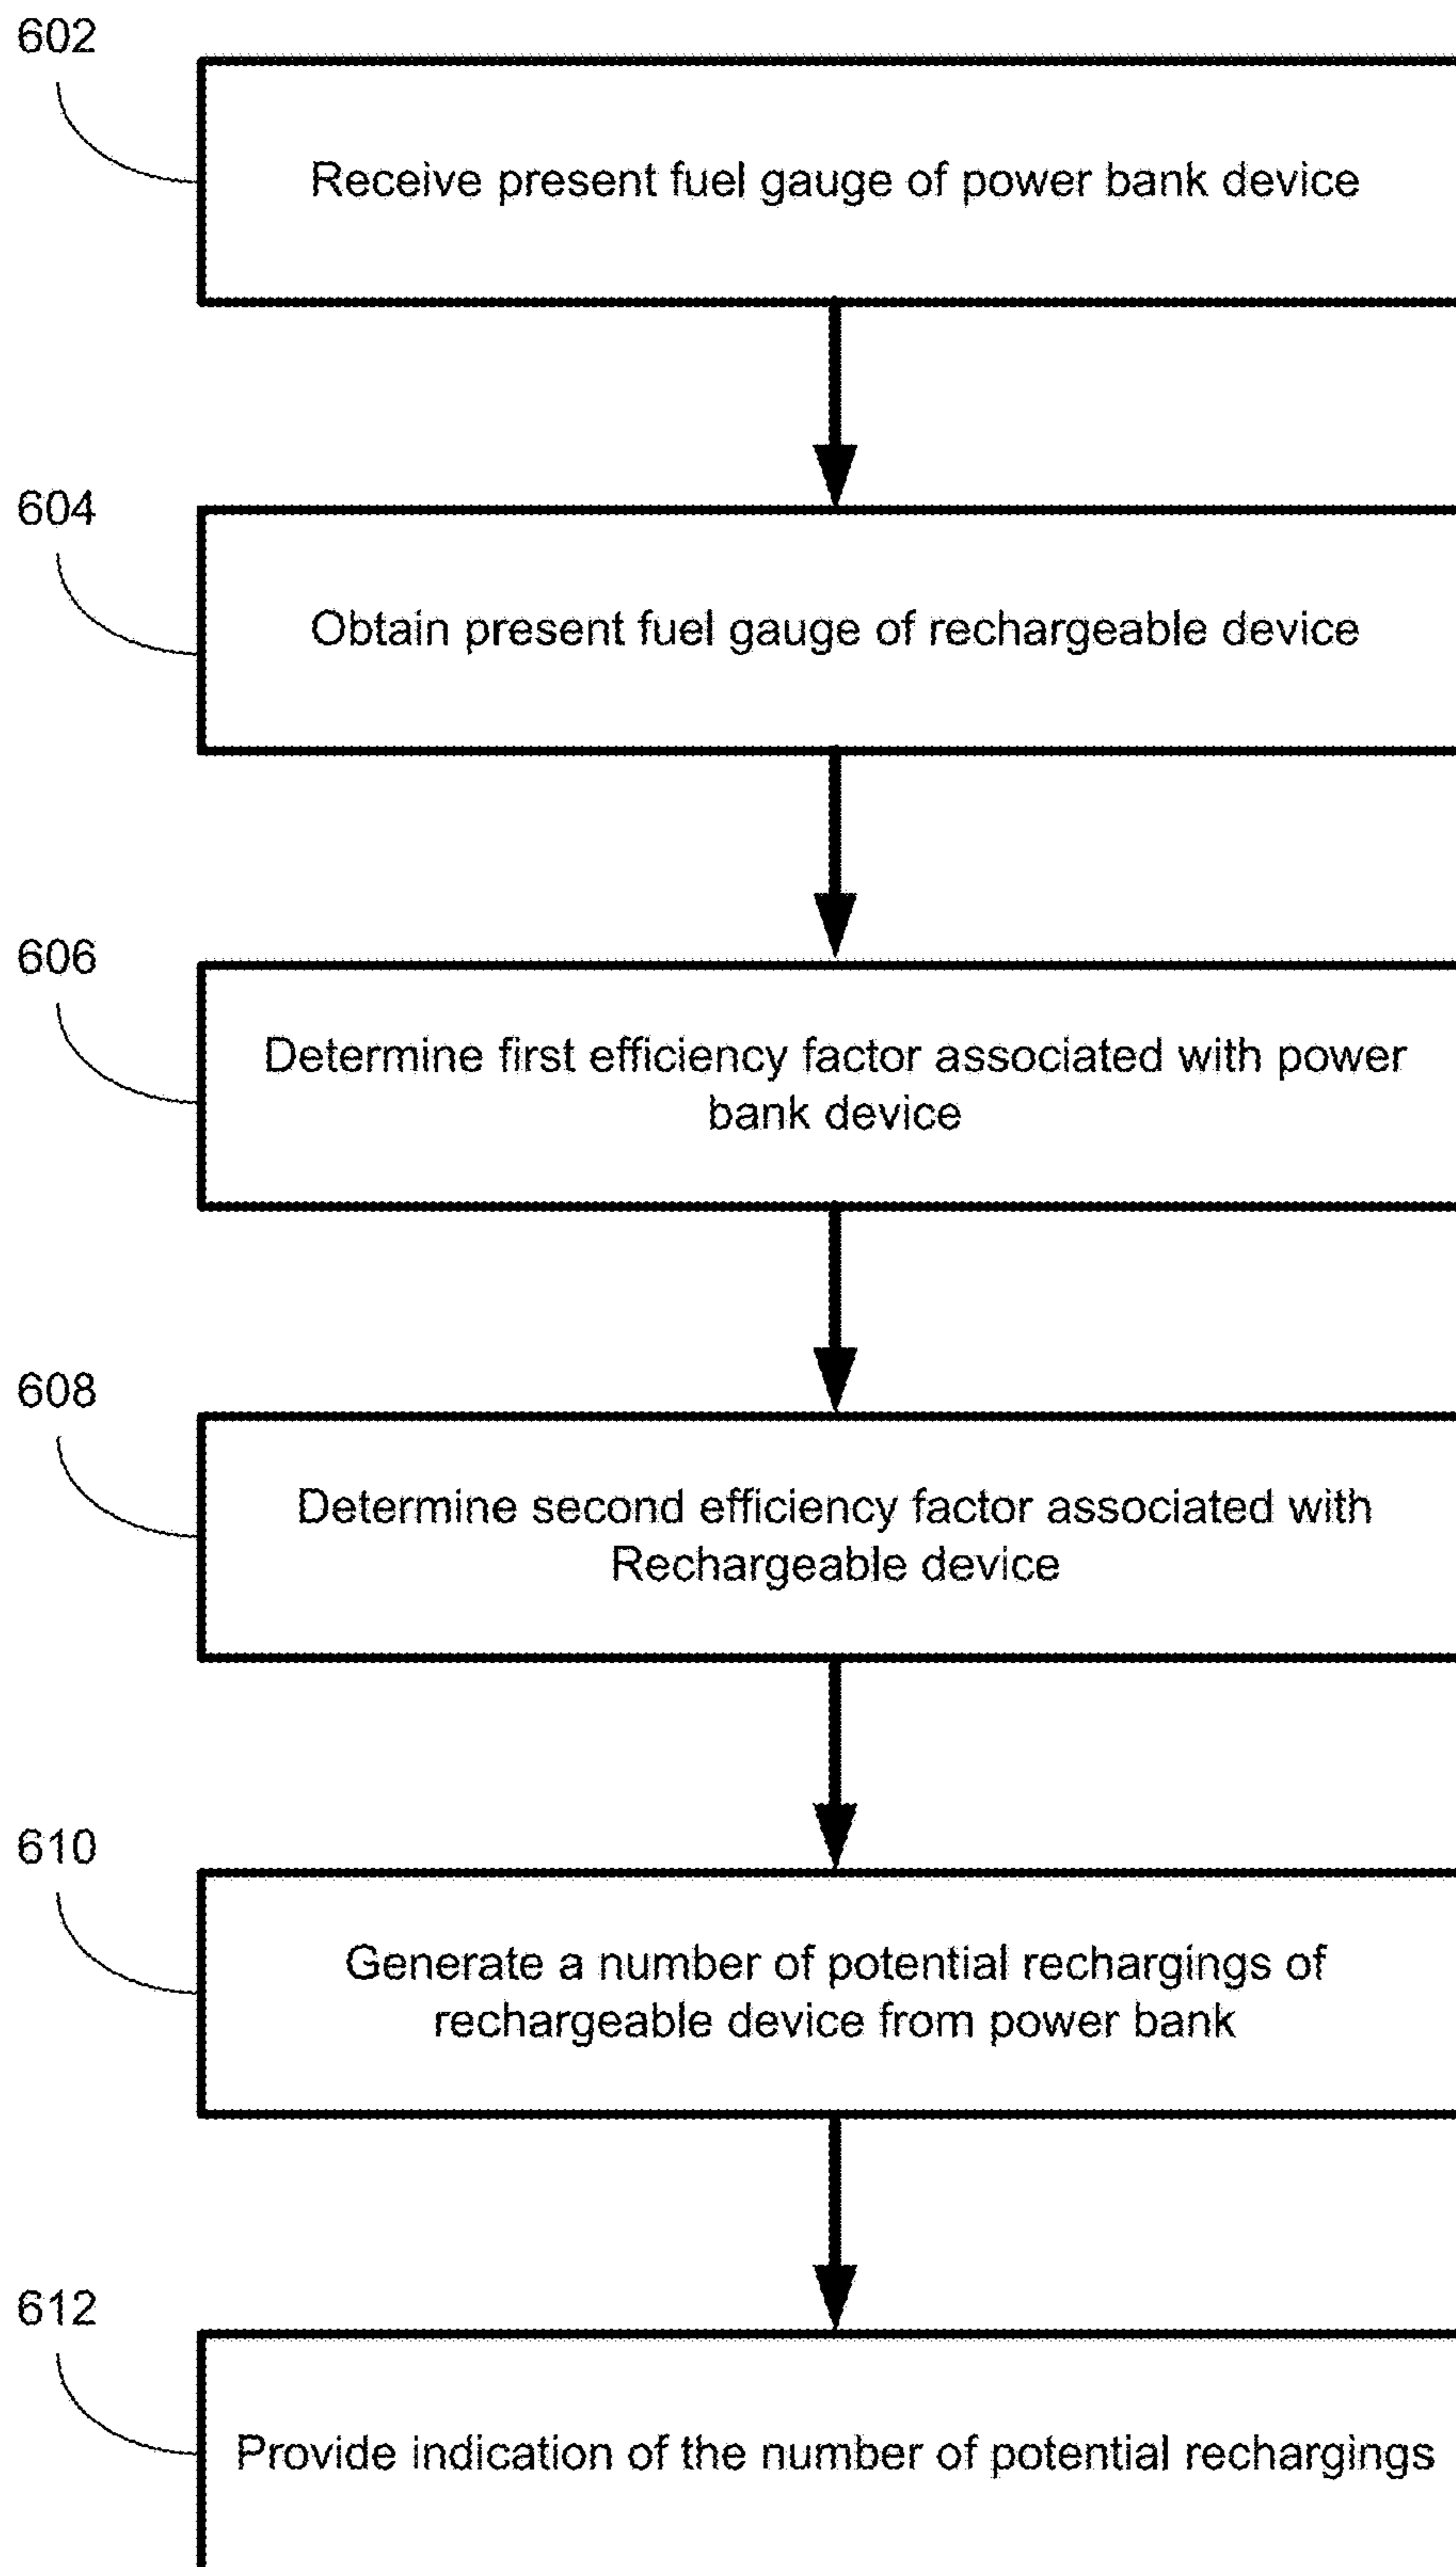 602
Receive present fuel gauge of power bank device
604
Obtain present fuel gauge of rechargeable device
606
Determine first efficiency factor associated with power
bank device
608
Determine second efficiency factor associated with
Rechargeable device
610
Generate a number of potential rechargings of
rechargeable device from power bank
612
Provide indication of the number of potential rechargings